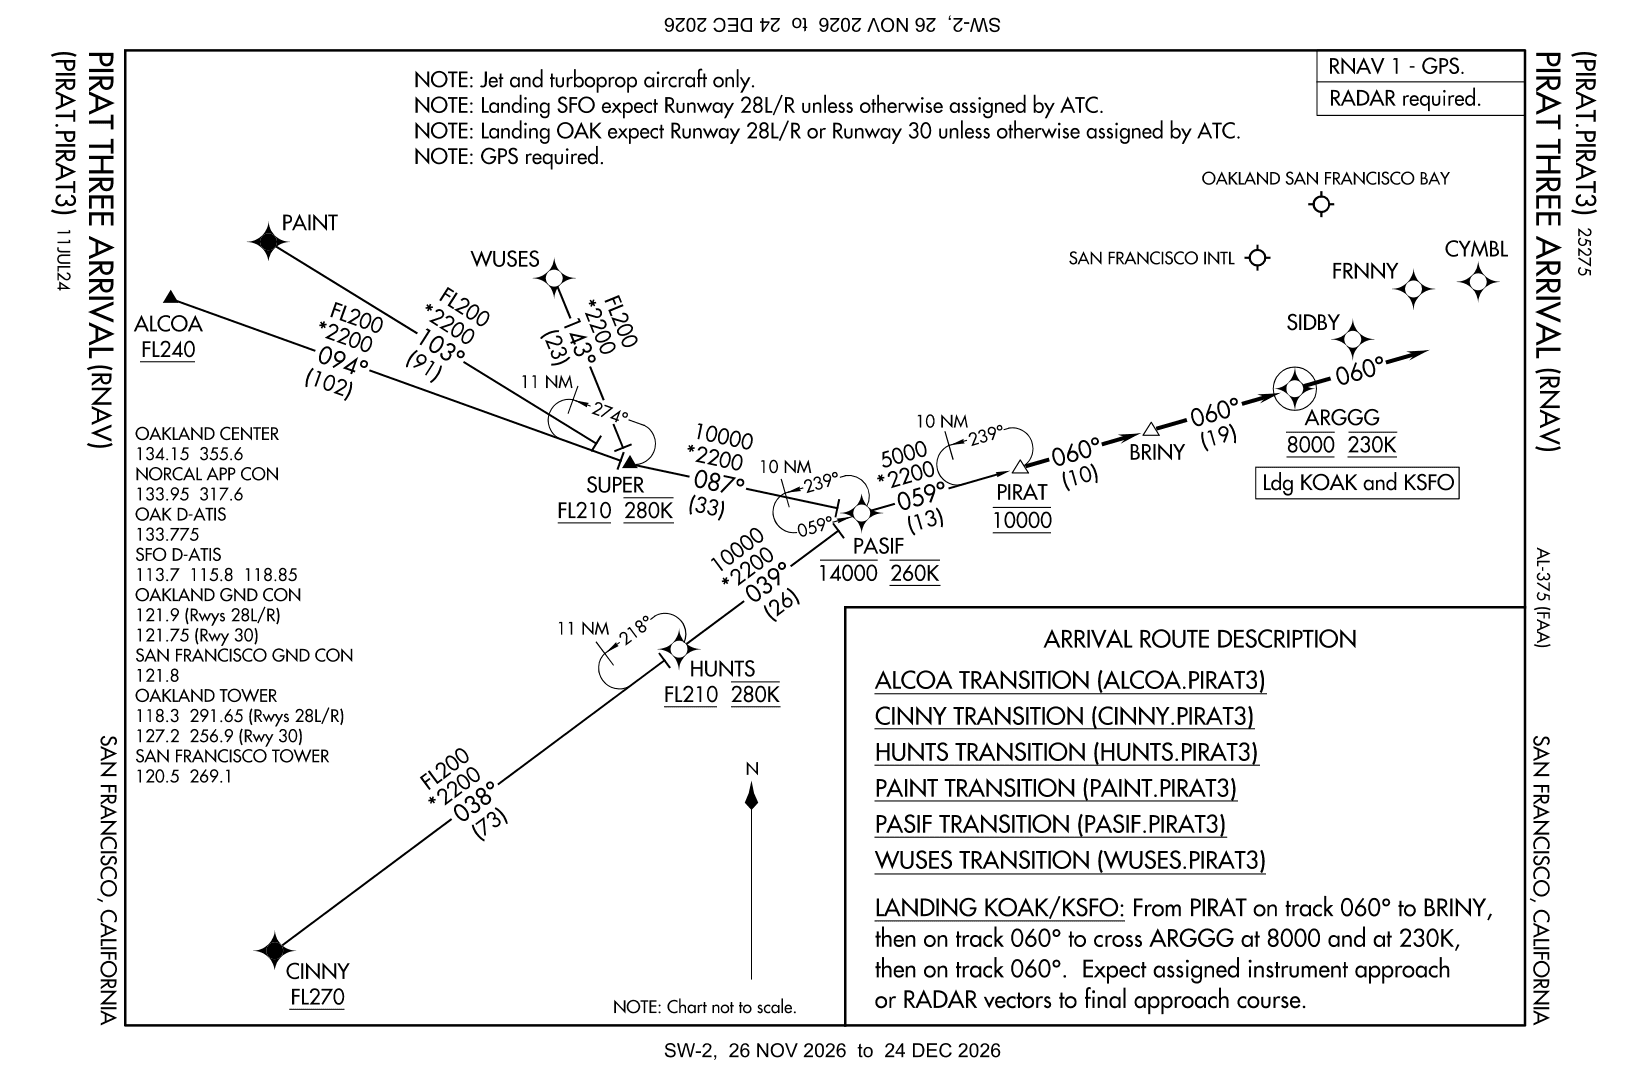 SW-2, 26 NOV 2026 to 24 DEC 2026
(PIRAT.PIRAT3) 11JUL24
PIRAT THREE ARRIVAL (RNAV)
SAN FRANCISCO, CALIFORNIA
NOTE: Jet and turboprop aircraft only.
NOTE: Landing SFO expect Runway 28L/R unless otherwise assigned by ATC.
NOTE: Landing OAK expect Runway 28L/R or Runway 30 unless otherwise assigned by ATC.
NOTE: GPS required.
RNAV 1 - GPS.
RADAR required.
(PIRAT.PIRAT3) 25275
PIRAT THREE ARRIVAL (RNAV)
AL-375 (FAA)
SAN FRANCISCO, CALIFORNIA
OAKLAND SAN FRANCISCO BAY
SAN FRANCISCO INTL
CYMBL
FRNNY
SIDBY
PAINT
WUSES
ALCOA
FL240
FL200
*2200
094°
(102)
FL200
*2200
103°
(91)
FL200
*2200
143°
(23)
11 NM
274°
SUPER
FL210 280K
10000
*2200
087°
(33)
10 NM
239°
059°
PASIF
14000 260K
5000
*2200
059°
(13)
10 NM
239°
PIRAT
10000
060°
(10)
BRINY
060°
(19)
ARGGG
8000 230K
060°
Ldg KOAK and KSFO
10000
*2200
039°
(26)
11 NM
218°
HUNTS
FL210 280K
FL200
*2200
038°
(73)
CINNY
FL270
OAKLAND CENTER
134.15 355.6
NORCAL APP CON
133.95 317.6
OAK D-ATIS
133.775
SFO D-ATIS
113.7 115.8 118.85
OAKLAND GND CON
121.9 (Rwys 28L/R)
121.75 (Rwy 30)
SAN FRANCISCO GND CON
121.8
OAKLAND TOWER
118.3 291.65 (Rwys 28L/R)
127.2 256.9 (Rwy 30)
SAN FRANCISCO TOWER
120.5 269.1
N
NOTE: Chart not to scale.
ARRIVAL ROUTE DESCRIPTION
ALCOA TRANSITION (ALCOA.PIRAT3)
CINNY TRANSITION (CINNY.PIRAT3)
HUNTS TRANSITION (HUNTS.PIRAT3)
PAINT TRANSITION (PAINT.PIRAT3)
PASIF TRANSITION (PASIF.PIRAT3)
WUSES TRANSITION (WUSES.PIRAT3)
LANDING KOAK/KSFO: From PIRAT on track 060° to BRINY,
then on track 060° to cross ARGGG at 8000 and at 230K,
then on track 060°. Expect assigned instrument approach
or RADAR vectors to final approach course.
SW-2, 26 NOV 2026 to 24 DEC 2026